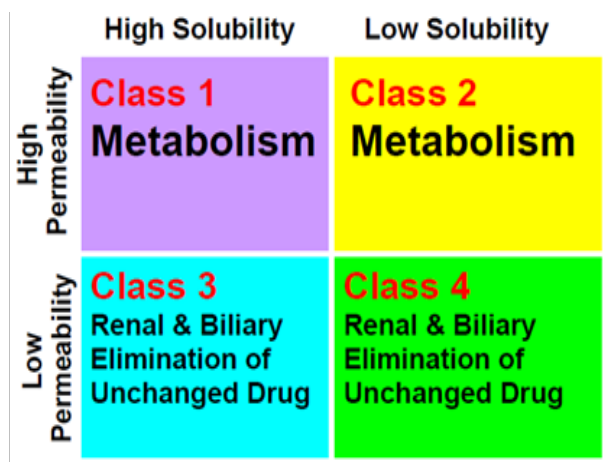 High Solubility
Low Solubility
High
Permeability
Class 1
Metabolism
Class 2
Metabolism
Low
Permeability
Class 3
Renal & Biliary
Elimination of
Unchanged Drug
Class 4
Renal & Biliary
Elimination of
Unchanged Drug